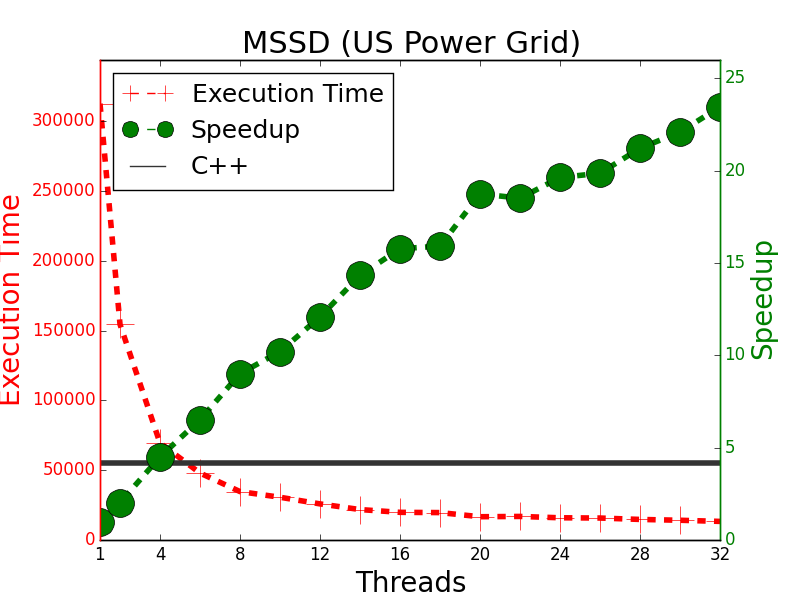 MSSD (US Power Grid)
Execution Time
Speedup
C++
300000
250000
200000
150000
100000
50000
0
Execution Time
25
20
15
10
5
0
Speedup
1 4 8 12 16 20 24 28 32
Threads